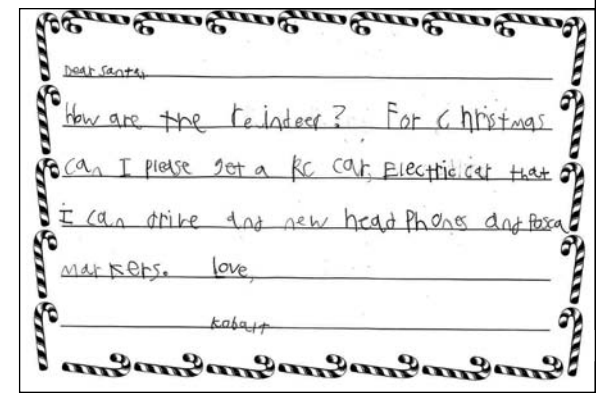 Dear Santa,
How are the reindeer? For Christmas
can I please get a RC car, Electric car that
I can drive and new head Phones and Posca
markers. love,
Kobalt